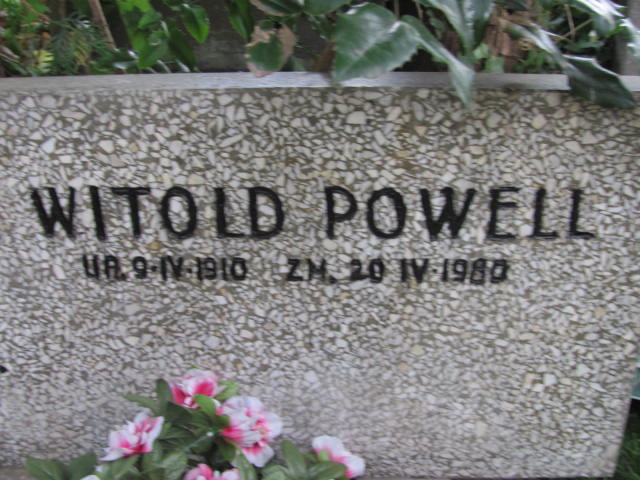 WITOLD POWELL
UR. 9·IV·1910 ZM. 20 IV·1980